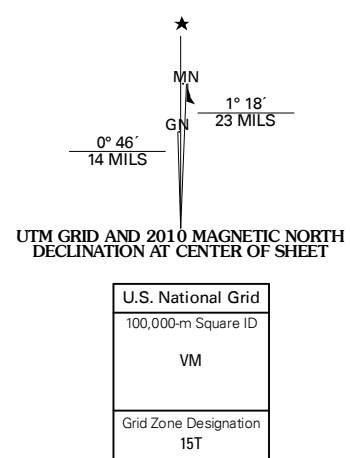 ★
MN
1° 18´
23 MILS
GN
0° 46´
14 MILS
UTM GRID AND 2010 MAGNETIC NORTH
DECLINATION AT CENTER OF SHEET
U.S. National Grid
100,000-m Square ID
VM
Grid Zone Designation
15T